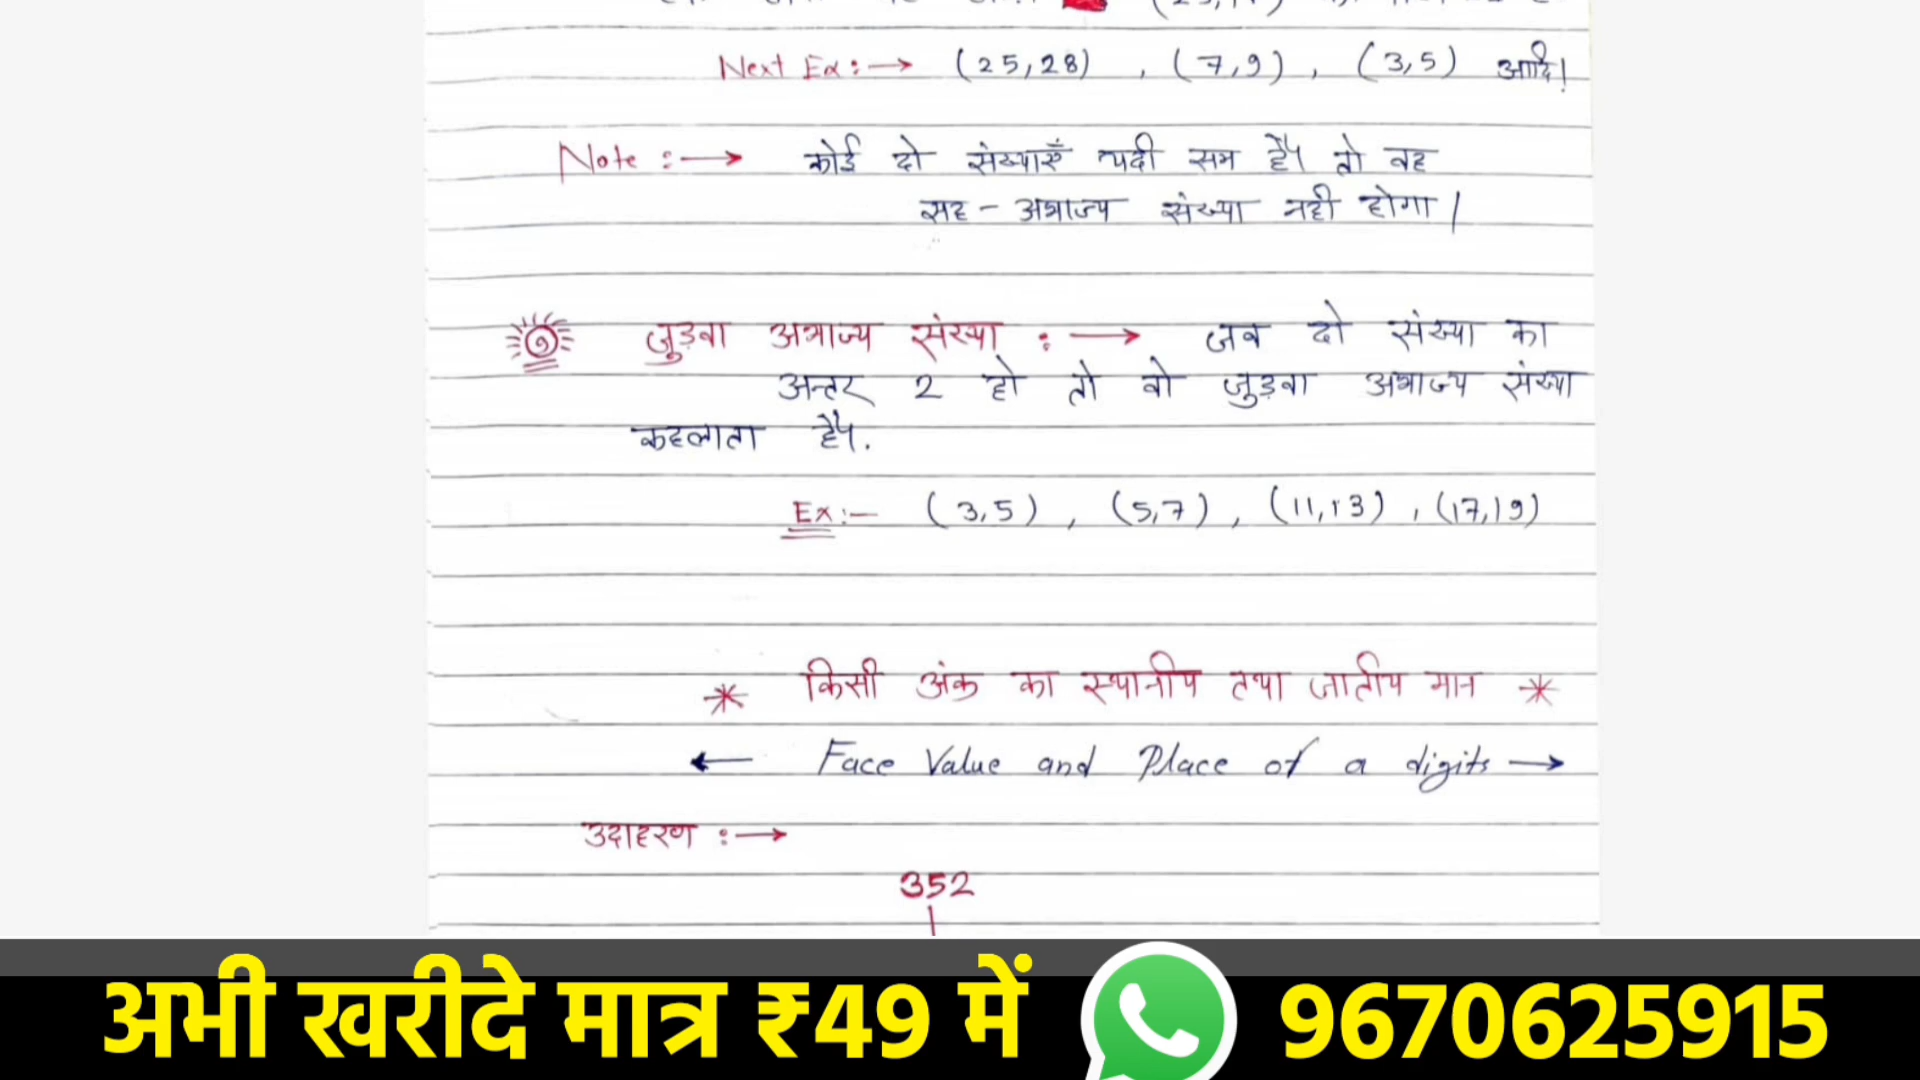 Next Ex :→ (25,28) , (7,9) , (3,5) आदि।
Note :→ कोई दो संख्याएँ यदी सम है तो वह
सह - अभाज्य संख्या नही होगा |
जुड़वा अभाज्य संख्या :→ जब दो संख्या का
अन्तर 2 हो तो वो जुड़वा अभाज्य संख्या
कहलाता है.
Ex :- (3,5) , (5,7) , (11,13) , (17,19)
* किसी अंक का स्थानीय तथा जातीय मान *
← Face Value and Place of a digits →
उदाहरण :→
352
अभी खरीदे मात्र ₹49 में 9670625915